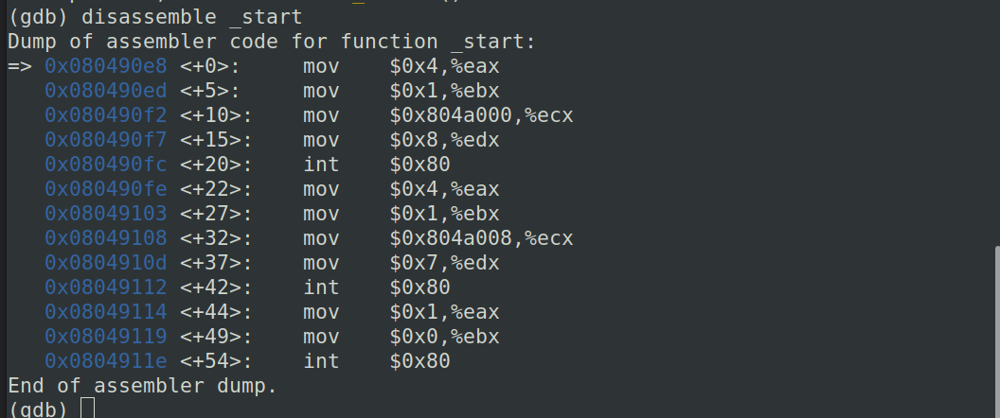 (gdb) disassemble _start
Dump of assembler code for function _start:
=> 0x080490e8 <+0>:     mov    $0x4,%eax
   0x080490ed <+5>:     mov    $0x1,%ebx
   0x080490f2 <+10>:    mov    $0x804a000,%ecx
   0x080490f7 <+15>:    mov    $0x8,%edx
   0x080490fc <+20>:    int    $0x80
   0x080490fe <+22>:    mov    $0x4,%eax
   0x08049103 <+27>:    mov    $0x1,%ebx
   0x08049108 <+32>:    mov    $0x804a008,%ecx
   0x0804910d <+37>:    mov    $0x7,%edx
   0x08049112 <+42>:    int    $0x80
   0x08049114 <+44>:    mov    $0x1,%eax
   0x08049119 <+49>:    mov    $0x0,%ebx
   0x0804911e <+54>:    int    $0x80
End of assembler dump.
(gdb)